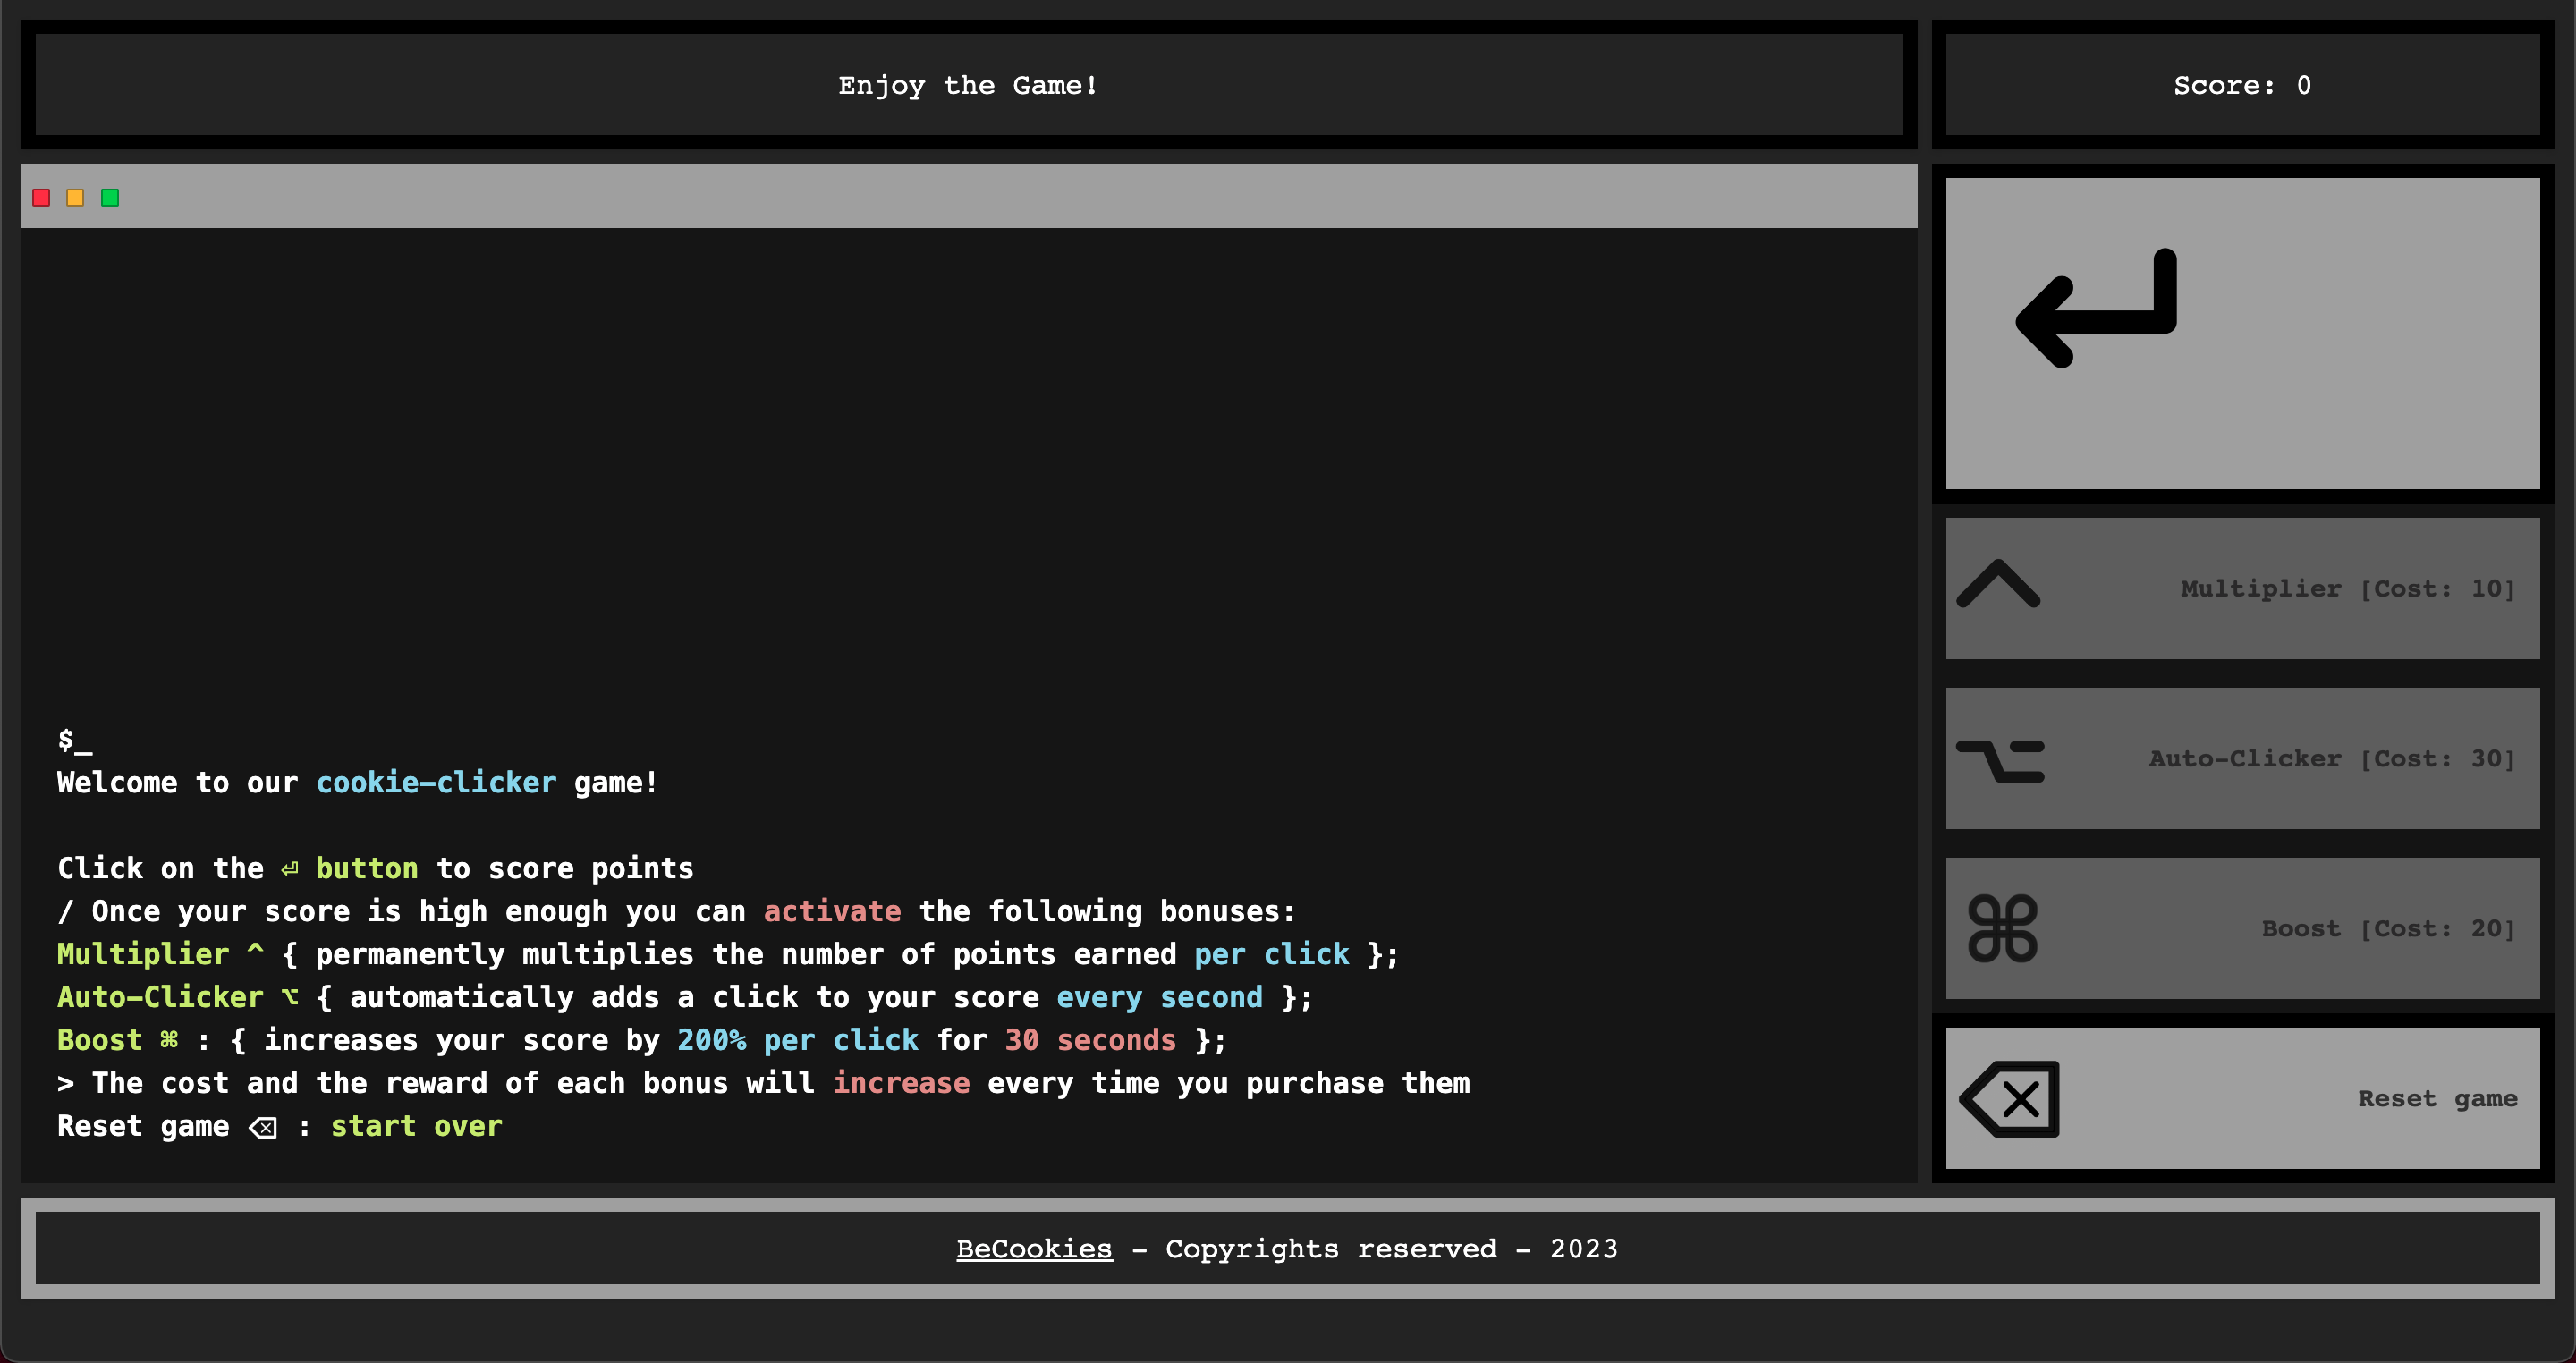 Enjoy the Game!
Score: 0
$_
Welcome to our cookie-clicker game!
Click on the ⏎ button to score points
/ Once your score is high enough you can activate the following bonuses:
Multiplier ^ { permanently multiplies the number of points earned per click };
Auto-Clicker ⌥ { automatically adds a click to your score every second };
Boost ⌘ : { increases your score by 200% per click for 30 seconds };
> The cost and the reward of each bonus will increase every time you purchase them
Reset game ⌫ : start over
Multiplier [Cost: 10]
Auto-Clicker [Cost: 30]
Boost [Cost: 20]
Reset game
BeCookies - Copyrights reserved - 2023